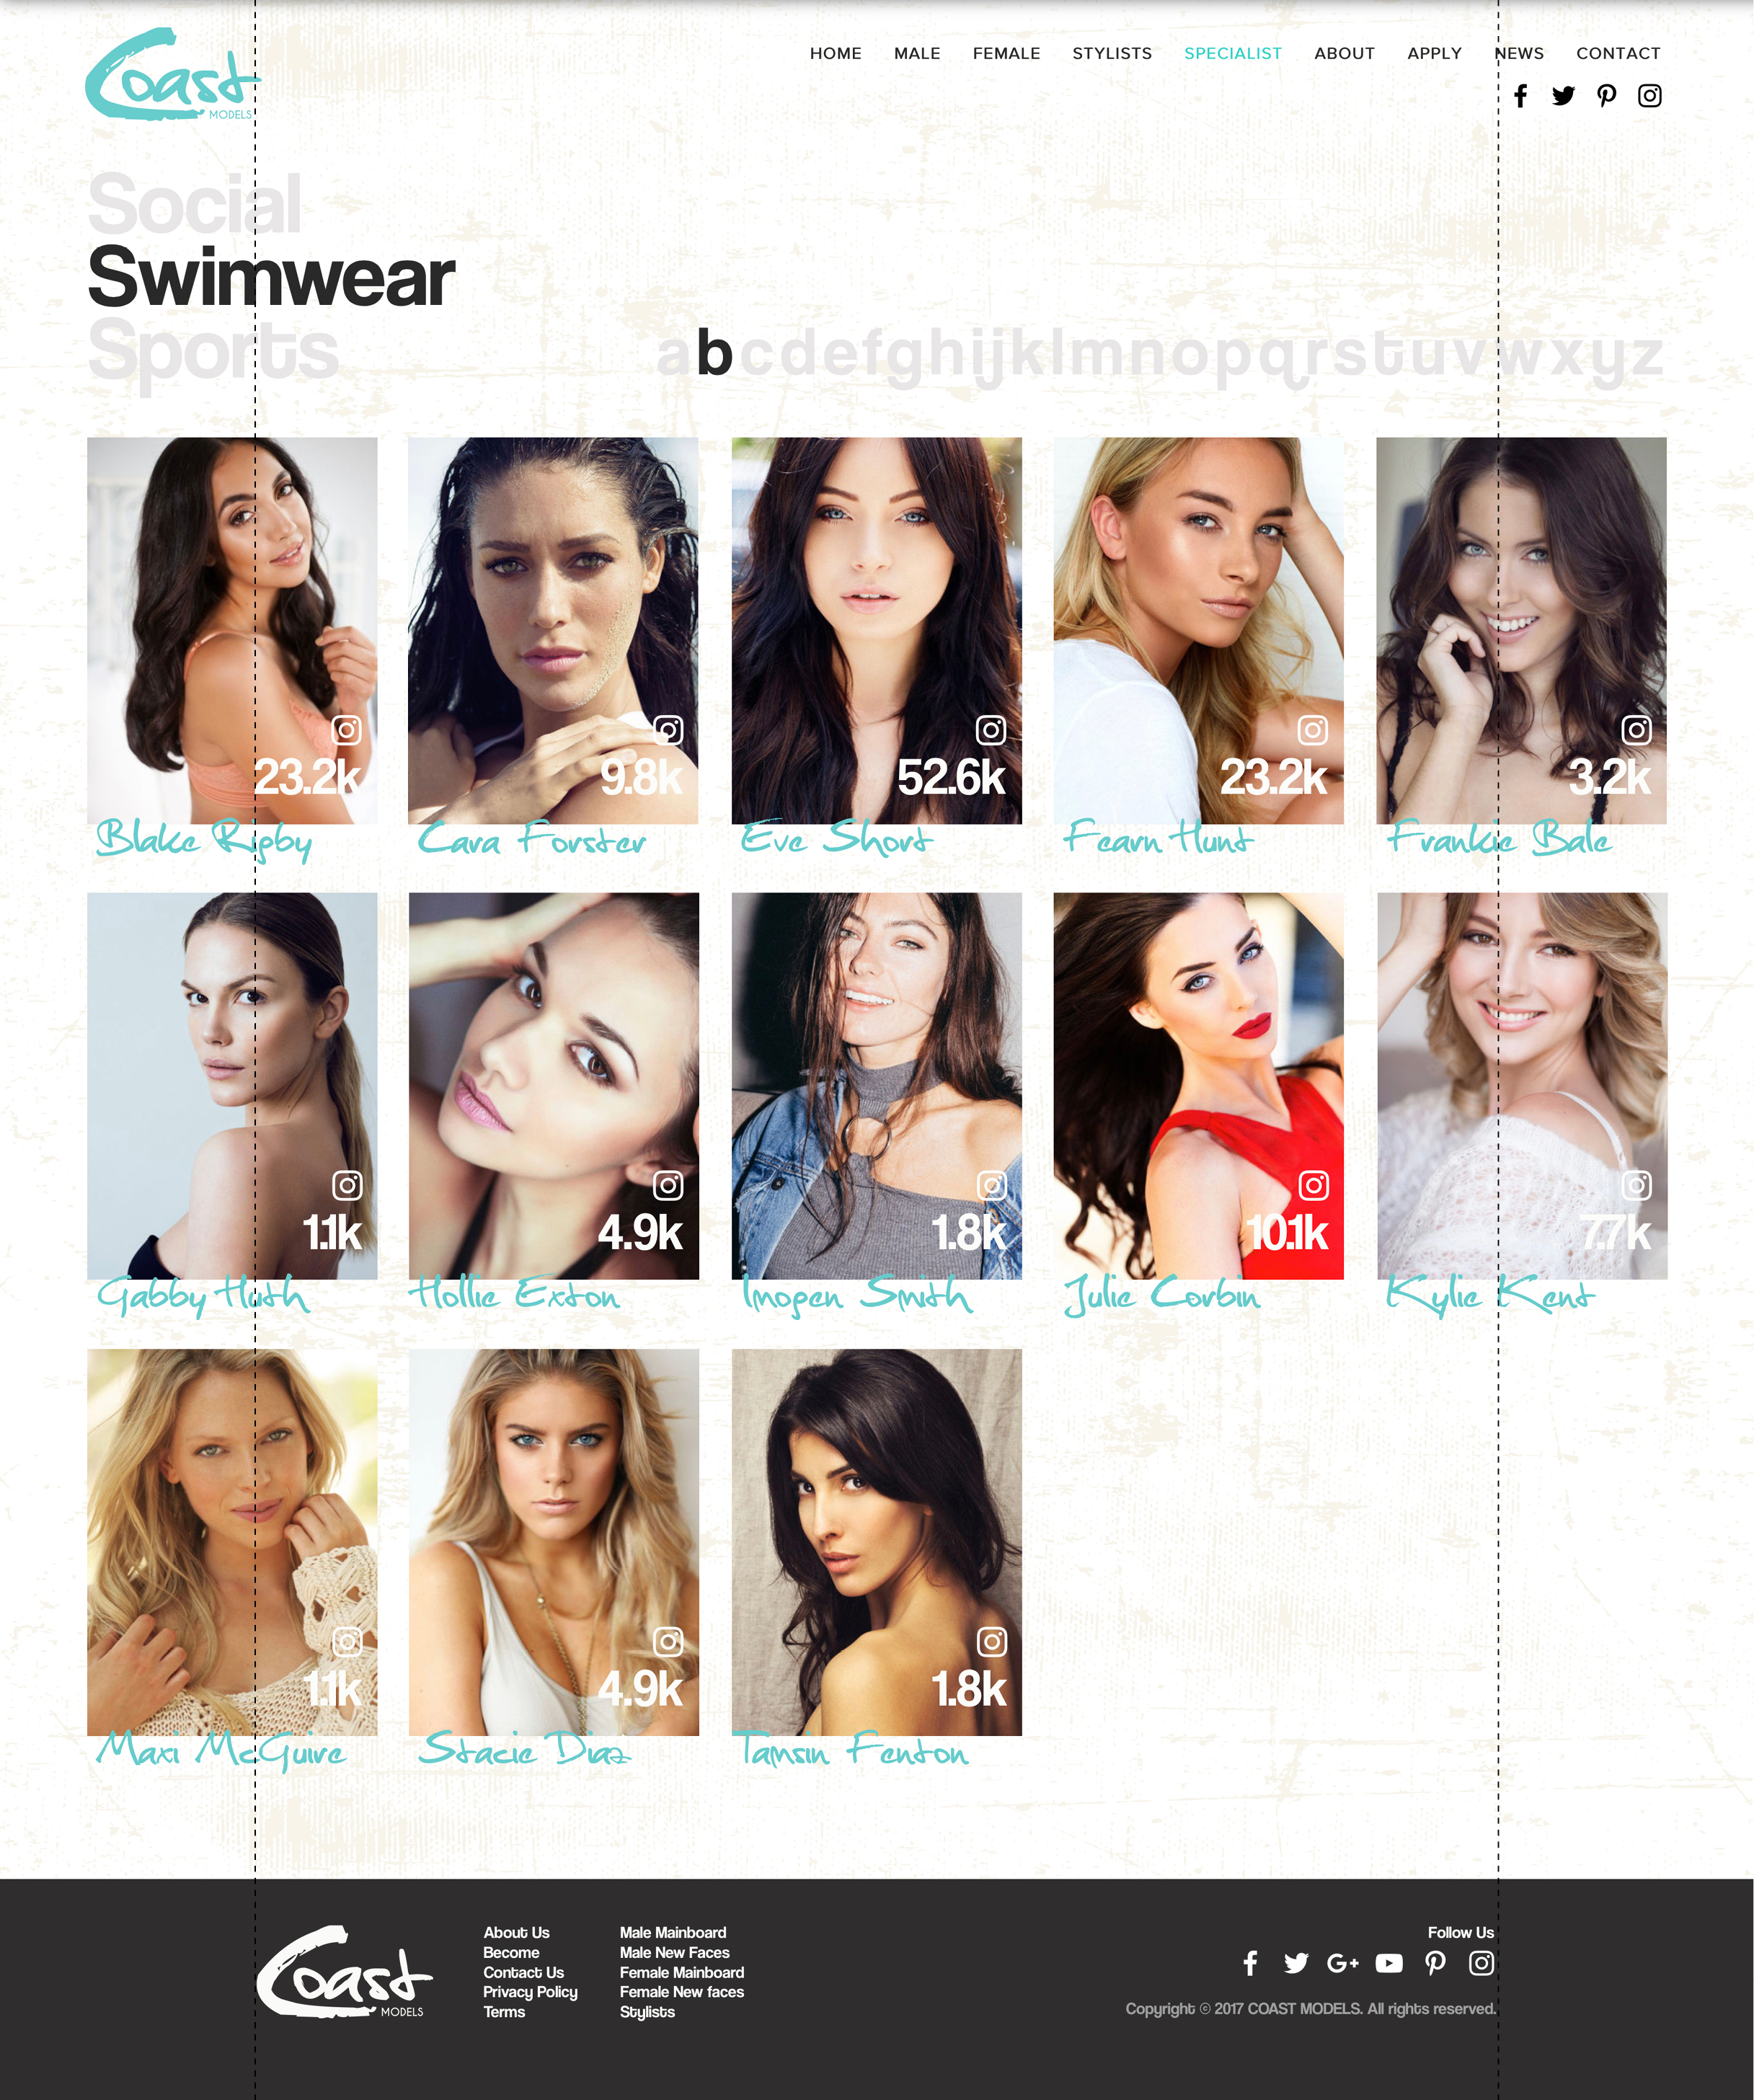 Coast
MODELS
HOME MALE FEMALE STYLISTS SPECIALIST ABOUT APPLY NEWS CONTACT
Social
Swimwear
Sports
a b c d e f g h i j k l m n o p q r s t u v w x y z
23.2k
9.8k
52.6k
23.2k
3.2k
Blake Rigby
Cara Forster
Eve Short
Fearn Hunt
Frankie Bale
1.1k
4.9k
1.8k
10.1k
7.7k
Gabby Huth
Hollie Exton
Imogen Smith
Julie Corbin
Kylie Kent
1.1k
4.9k
1.8k
Maxi McGuire
Stacie Diaz
Tamsin Fenton
Coast
MODELS
About Us
Become
Contact Us
Privacy Policy
Terms
Male Mainboard
Male New Faces
Female Mainboard
Female New faces
Stylists
Follow Us
Copyright © 2017 COAST MODELS. All rights reserved.